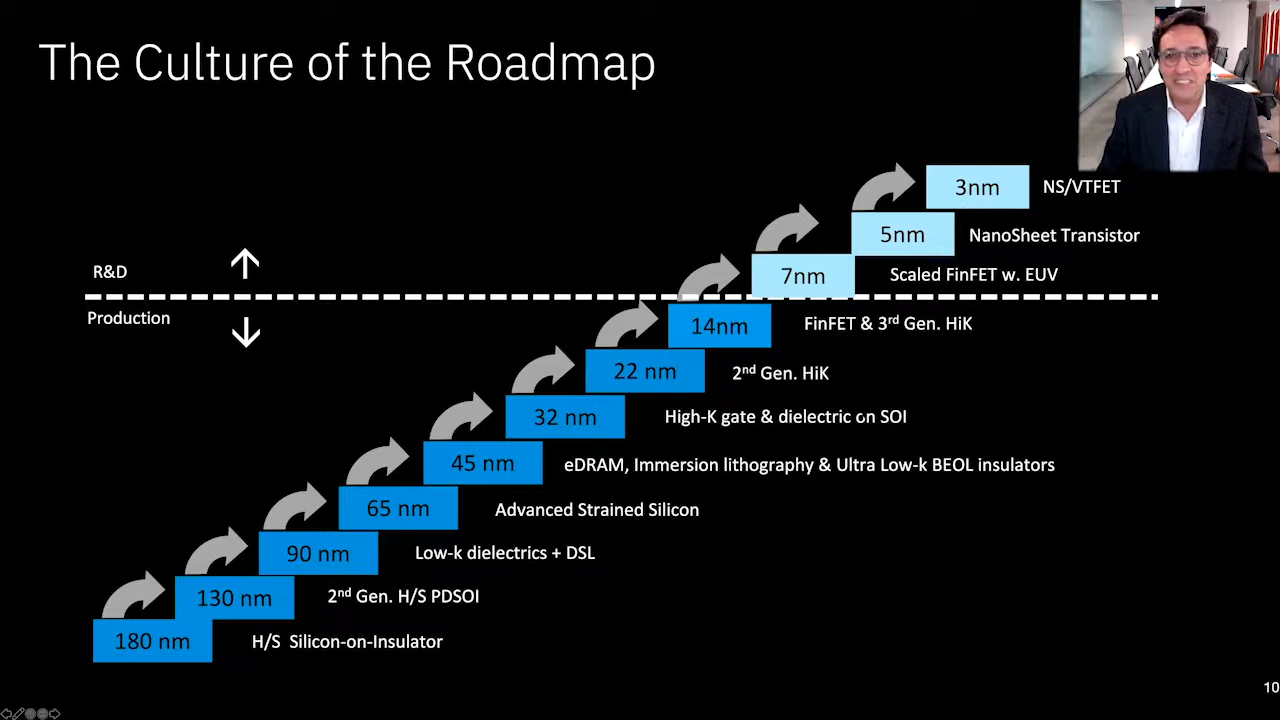 The Culture of the Roadmap
3nm NS/VTFET
5nm NanoSheet Transistor
R&D
7nm Scaled FinFET w. EUV
Production
14nm FinFET & 3rd Gen. HiK
22 nm 2nd Gen. HiK
32 nm High-K gate & dielectric on SOI
45 nm eDRAM, Immersion lithography & Ultra Low-k BEOL insulators
65 nm Advanced Strained Silicon
90 nm Low-k dielectrics + DSL
130 nm 2nd Gen. H/S PDSOI
180 nm H/S Silicon-on-Insulator
10